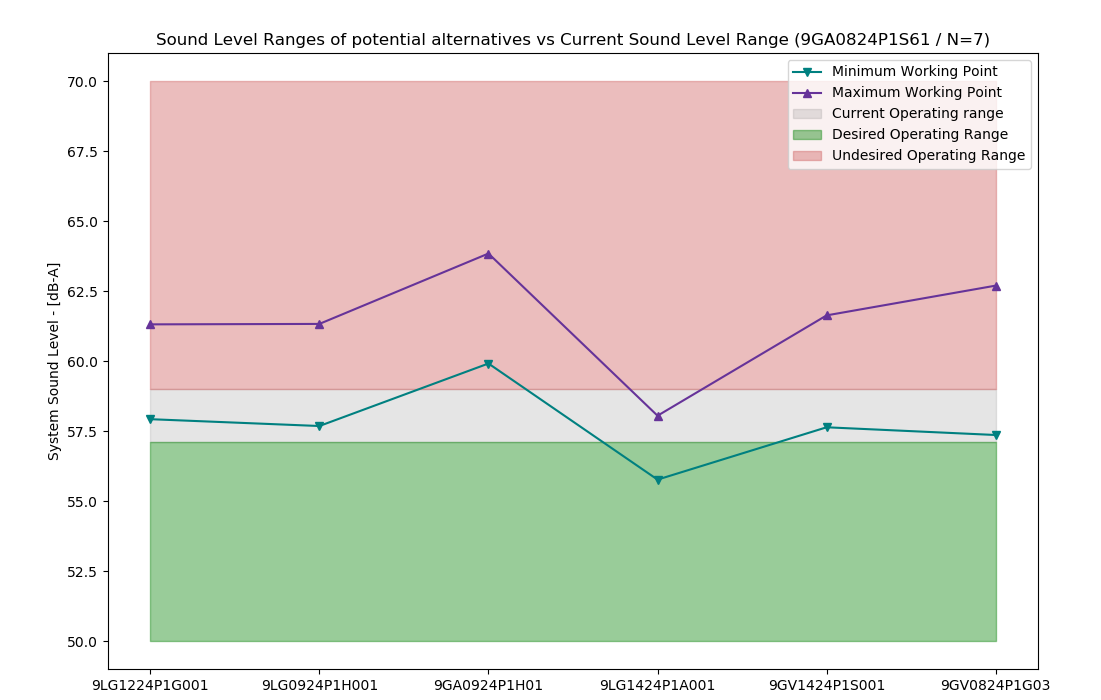 Sound Level Ranges of potential alternatives vs Current Sound Level Range (9GA0824P1S61 / N=7)
Minimum Working Point
Maximum Working Point
Current Operating range
Desired Operating Range
Undesired Operating Range
System Sound Level - [dB-A]
70.0
67.5
65.0
62.5
60.0
57.5
55.0
52.5
50.0
9LG1224P1G001 9LG0924P1H001 9GA0924P1H01 9LG1424P1A001 9GV1424P1S001 9GV0824P1G03